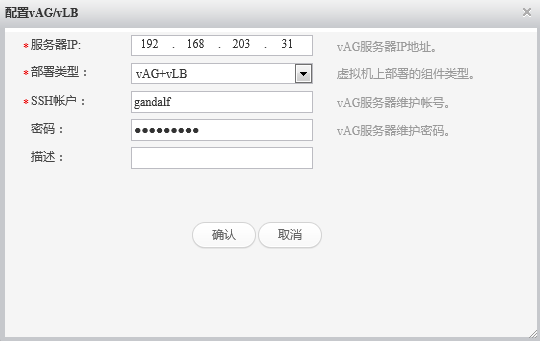 配置vAG/vLB
*服务器IP: 192 . 168 . 203 . 31 vAG服务器IP地址。
*部署类型： vAG+vLB 虚拟机上部署的组件类型。
*SSH帐户： gandalf vAG服务器维护帐号。
密码： ●●●●●●●●● vAG服务器维护密码。
描述：
确认 取消